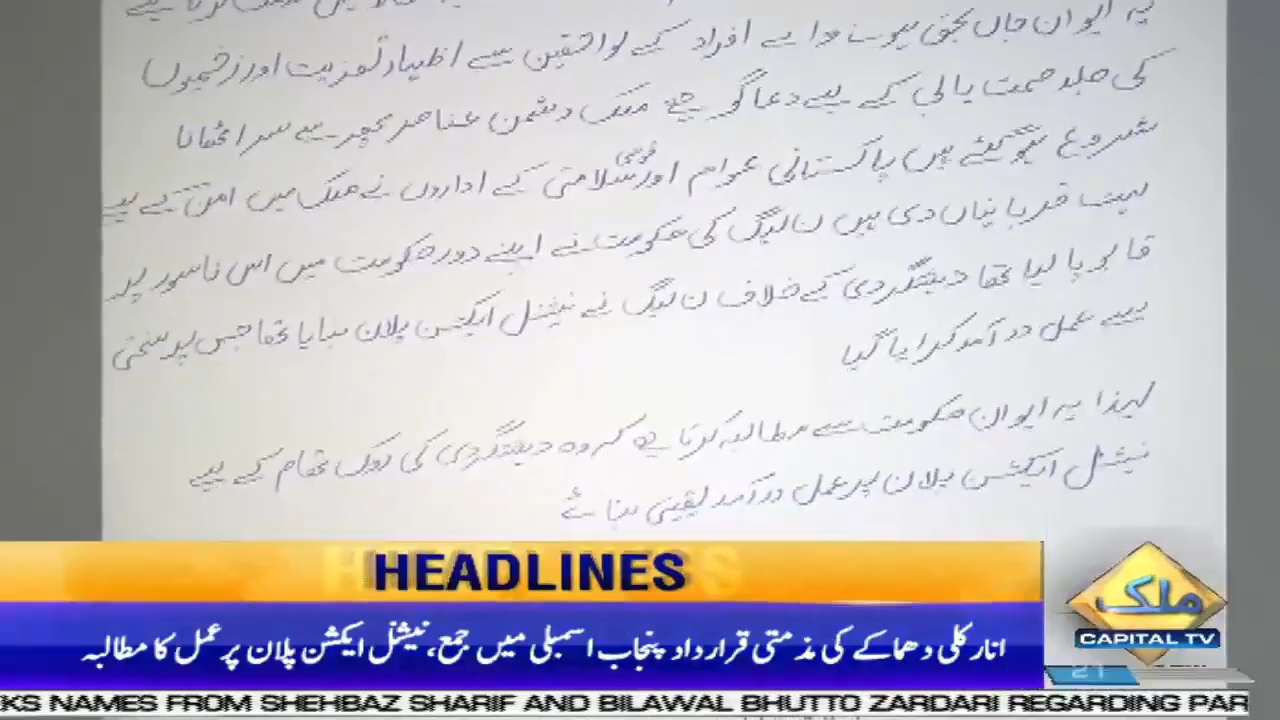 یہ ایوان جاں بحق ہونے والے افراد کے لواحقین سے اظہار تعزیت اور زخمیوں
کی جلد صحت یابی کے لیے دعاگو ہے ملک دشمن عناصر پھر سے سر اٹھانا
شروع ہو گئے ہیں پاکستانی عوام اور قومی سلامتی کے اداروں نے ملک میں امن کے لیے
بہت قربانیاں دی ہیں ن لیگ کی حکومت نے اپنے دور حکومت میں اس ناسور پر
قابو پا لیا تھا دہشتگردی کے خلاف ن لیگ نے نیشنل ایکشن پلان بنایا تھا جس پر سختی
سے عمل درآمد کرایا گیا
لہذا یہ ایوان حکومت سے مطالبہ کرتا ہے کہ وہ دہشتگردی کی روک تھام کے لیے
نیشنل ایکشن پلان پر عمل درآمد یقینی بنائے
HEADLINES
انار کلی دھماکے کی مذمتی قرارداد پنجاب اسمبلی میں جمع، نیشنل ایکشن پلان پر عمل کا مطالبہ
ملک
CAPITAL TV
21
KS NAMES FROM SHEHBAZ SHARIF AND BILAWAL BHUTTO ZARDARI REGARDING PAR